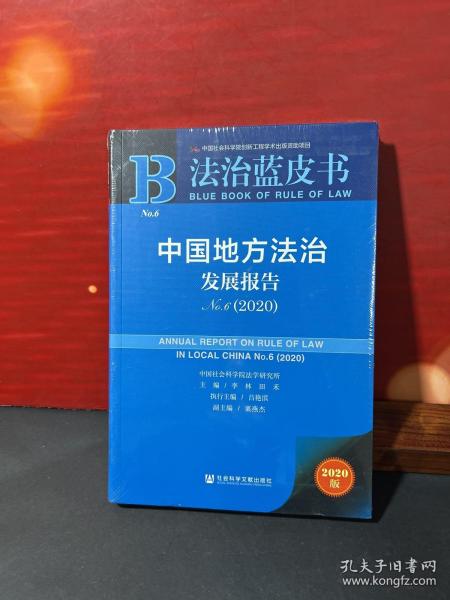 中国社会科学院创新工程学术出版资助项目
B
法治蓝皮书
BLUE BOOK OF RULE OF LAW
No.6
中国地方法治
发展报告
No.6 (2020)
ANNUAL REPORT ON RULE OF LAW
IN LOCAL CHINA No.6 (2020)
中国社会科学院法学研究所
主 编 / 李 林 田 禾
执行主编 / 吕艳滨
副主编 / 栗燕杰
2020
版
社会科学文献出版社
孔夫子旧书网
www.kongfz.com